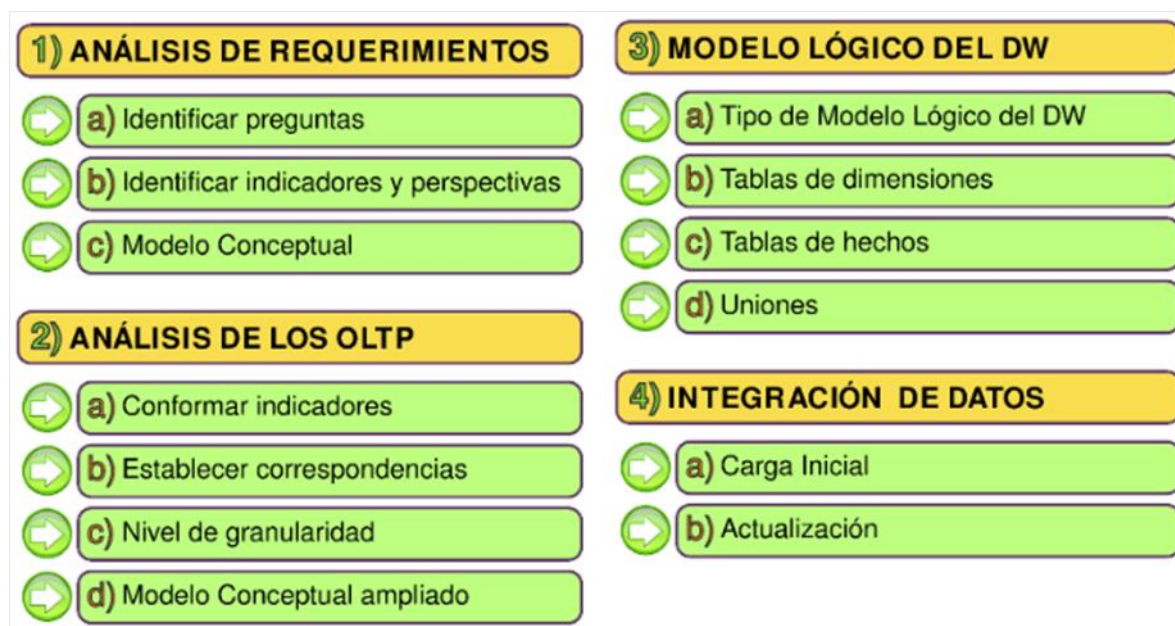 1) ANÁLISIS DE REQUERIMIENTOS
a) Identificar preguntas
b) Identificar indicadores y perspectivas
c) Modelo Conceptual
2) ANÁLISIS DE LOS OLTP
a) Conformar indicadores
b) Establecer correspondencias
c) Nivel de granularidad
d) Modelo Conceptual ampliado
3) MODELO LÓGICO DEL DW
a) Tipo de Modelo Lógico del DW
b) Tablas de dimensiones
c) Tablas de hechos
d) Uniones
4) INTEGRACIÓN DE DATOS
a) Carga Inicial
b) Actualización